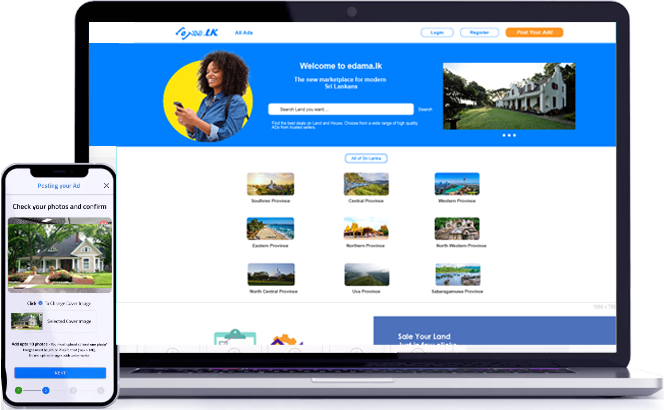 edama.LK
All Ads
Login
Register
Post Your Ad!
Welcome to edama.lk
The new marketplace for modern
Sri Lankans
Search Land you want...
Search
Find the best deals on Land and House. Choose from a wide range of high quality
ADs from trusted sellers.
All of Sri Lanka
Southern Province
Central Province
Western Province
Eastern Province
Northern Province
North Western Province
North Central Province
Uva Province
Sabaragamuwa Province
Sale Your Land
Posting your Ad
Check your photos and confirm
Click
To Change Cover Image
Selected Cover Image
NEXT